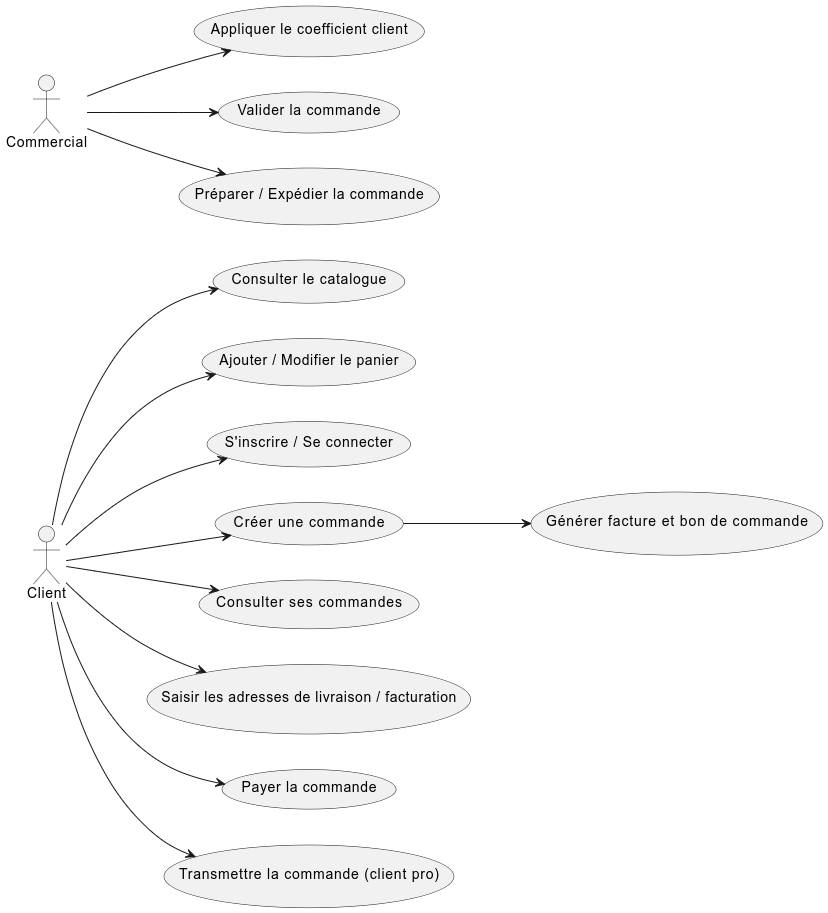 Appliquer le coefficient client
Valider la commande
Commercial
Préparer / Expédier la commande
Consulter le catalogue
Ajouter / Modifier le panier
S'inscrire / Se connecter
Créer une commande
Générer facture et bon de commande
Client
Consulter ses commandes
Saisir les adresses de livraison / facturation
Payer la commande
Transmettre la commande (client pro)